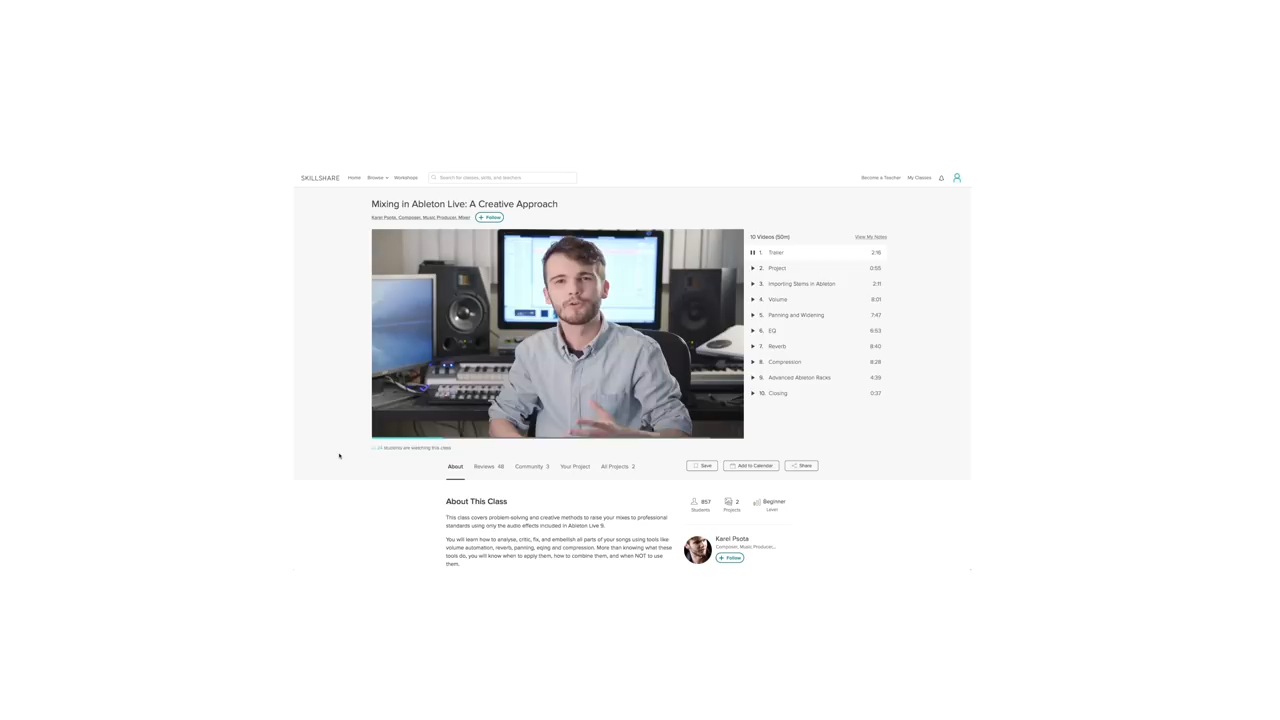 SKILLSHARE Home Browse Workshops Search for classes, skills, and teachers Become a Teacher My Classes
Mixing in Ableton Live: A Creative Approach
Karel Psota, Composer, Music Producer, Mixer + Follow
10 Videos (50m) View My Notes
1. Trailer 2:16
2. Project 0:55
3. Importing Stems in Ableton 2:11
4. Volume 8:01
5. Panning and Widening 7:47
6. EQ 6:53
7. Reverb 8:40
8. Compression 8:28
9. Advanced Ableton Racks 4:39
10. Closing 0:37
students are watching this class
About Reviews 48 Community 3 Your Project All Projects 2 Save Add to Calendar Share
About This Class
857 2 Beginner
Students Projects Level
This class covers problem-solving and creative methods to raise your mixes to professional
standards using only the audio effects included in Ableton Live 9.
You will learn how to analyse, critic, fix, and embellish all parts of your songs using tools like
volume automation, reverb, panning, eqing and compression. More than knowing what these
tools do, you will know when to apply them, how to combine them, and when NOT to use
them.
Karel Psota
Composer, Music Producer,...
+ Follow